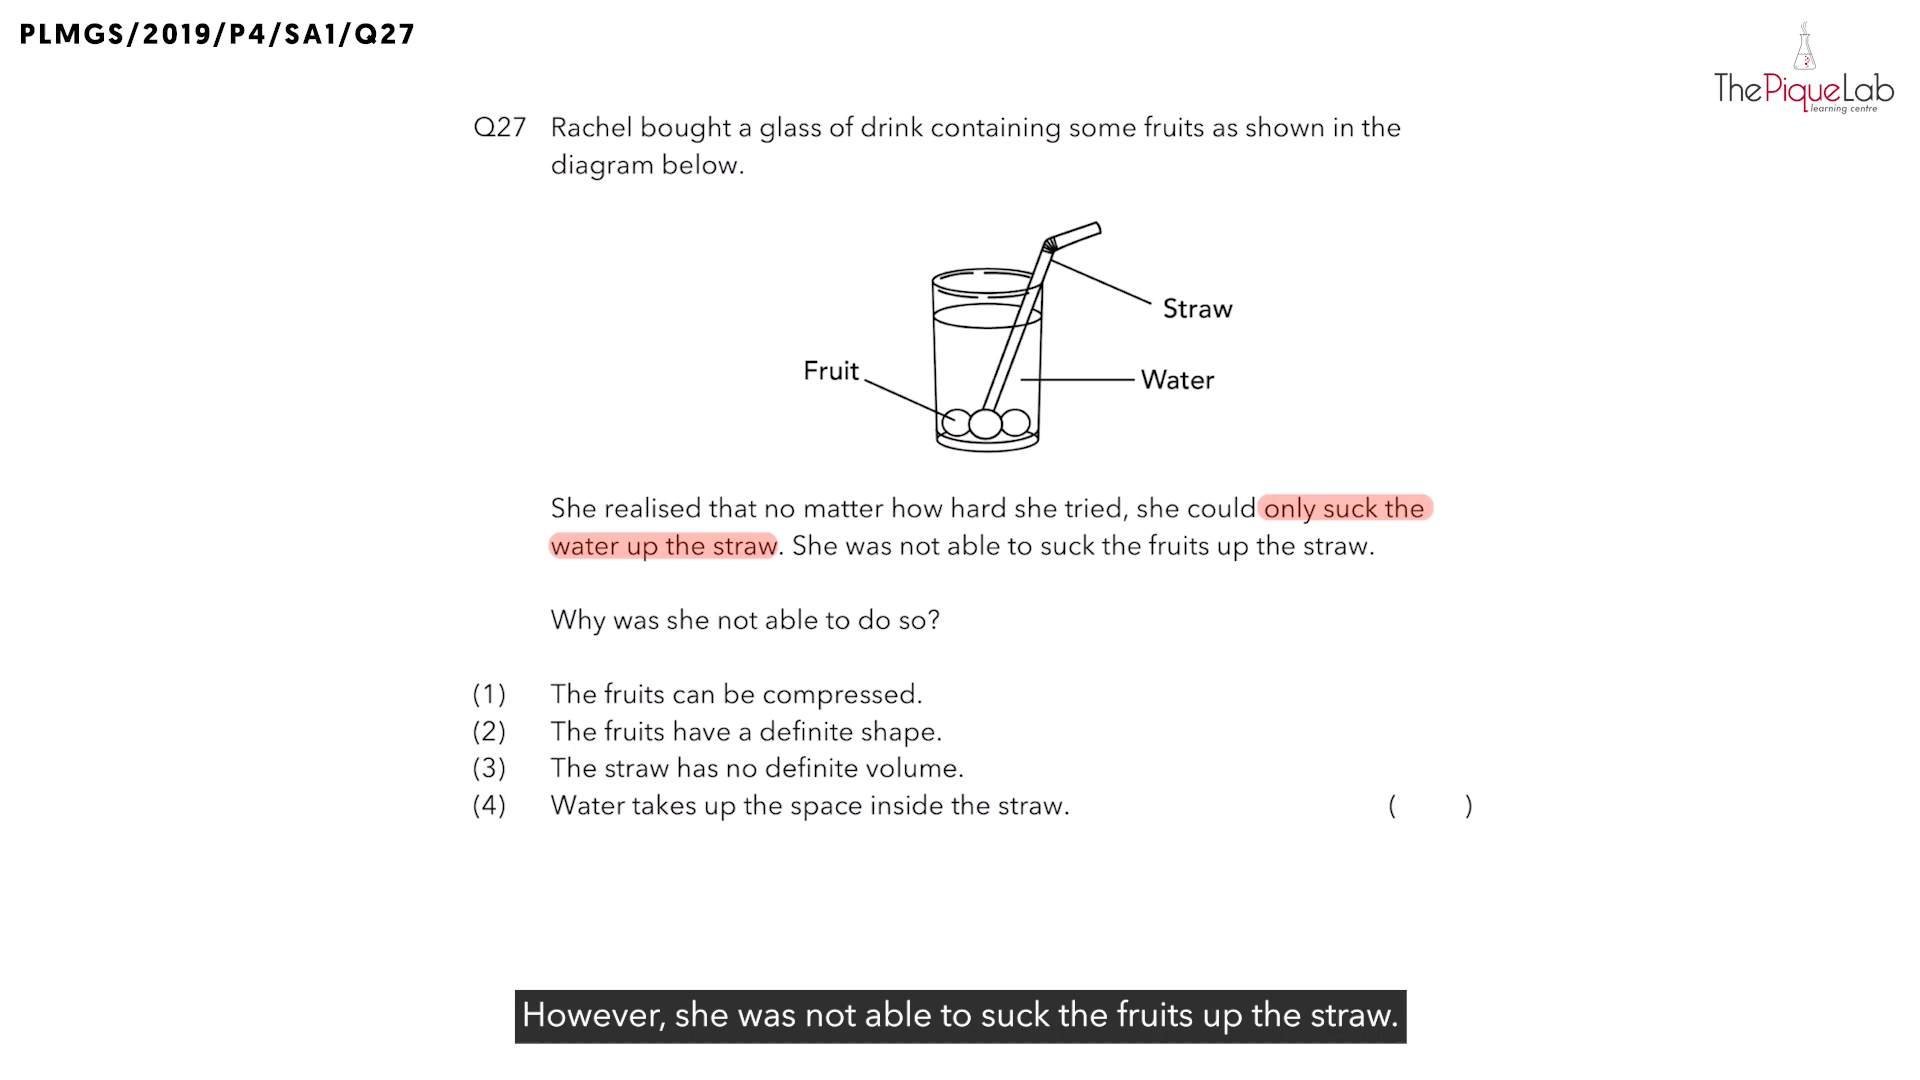 PLMGS/2019/P4/SA1/Q27
ThePiqueLab
learning centre
Q27 Rachel bought a glass of drink containing some fruits as shown in the
diagram below.
Straw
Fruit
Water
She realised that no matter how hard she tried, she could only suck the
water up the straw. She was not able to suck the fruits up the straw.
Why was she not able to do so?
(1) The fruits can be compressed.
(2) The fruits have a definite shape.
(3) The straw has no definite volume.
(4) Water takes up the space inside the straw. ( )
However, she was not able to suck the fruits up the straw.